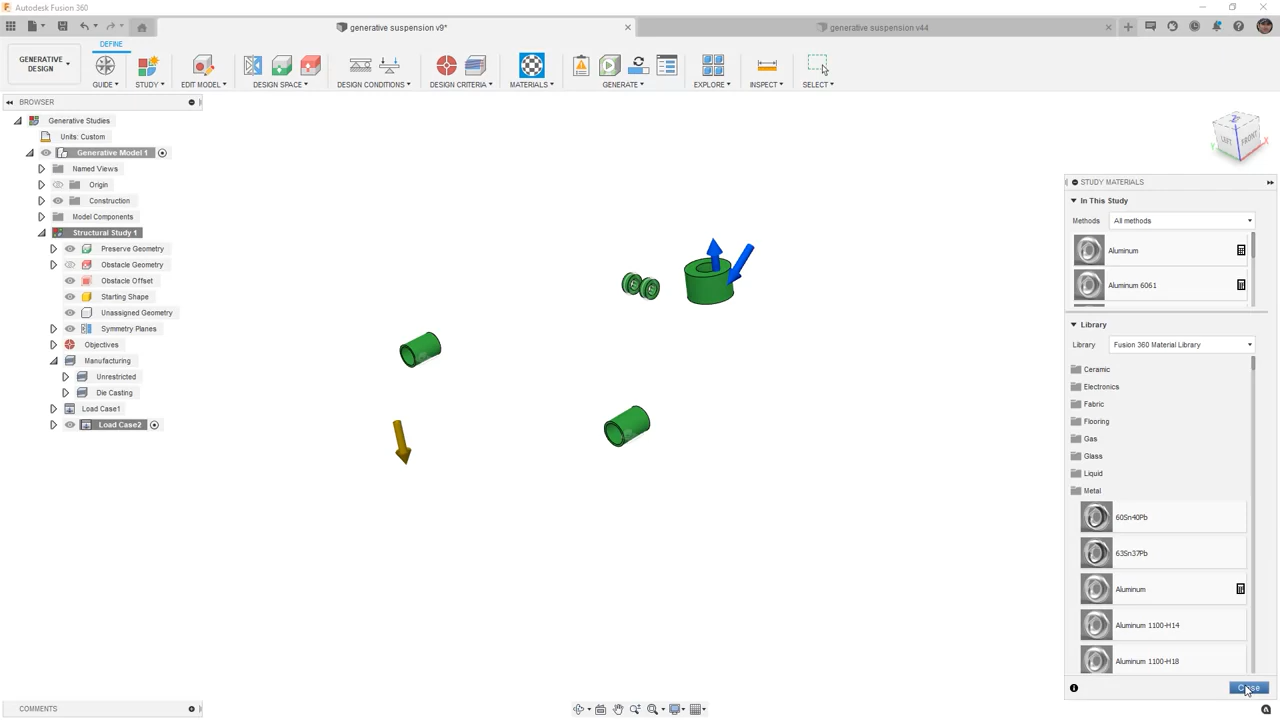 Autodesk Fusion 360
generative suspension v9*
generative suspension v44
GENERATIVE DESIGN
DEFINE
GUIDE
STUDY
EDIT MODEL
DESIGN SPACE
DESIGN CONDITIONS
DESIGN CRITERIA
MATERIALS
GENERATE
EXPLORE
INSPECT
SELECT
BROWSER
Generative Studies
Units: Custom
Generative Model 1
Named Views
Origin
Construction
Model Components
Structural Study 1
Preserve Geometry
Obstacle Geometry
Obstacle Offset
Starting Shape
Unassigned Geometry
Symmetry Planes
Objectives
Manufacturing
Unrestricted
Die Casting
Load Case1
Load Case2
LEFT
FRONT
Z
X
Y
STUDY MATERIALS
In This Study
Methods All methods
Aluminum
Aluminum 6061
Library
Library: Fusion 360 Material Library
Ceramic
Electronics
Fabric
Flooring
Gas
Glass
Liquid
Metal
60Sn40Pb
63Sn37Pb
Aluminum
Aluminum 1100-H14
Aluminum 1100-H18
Close
COMMENTS